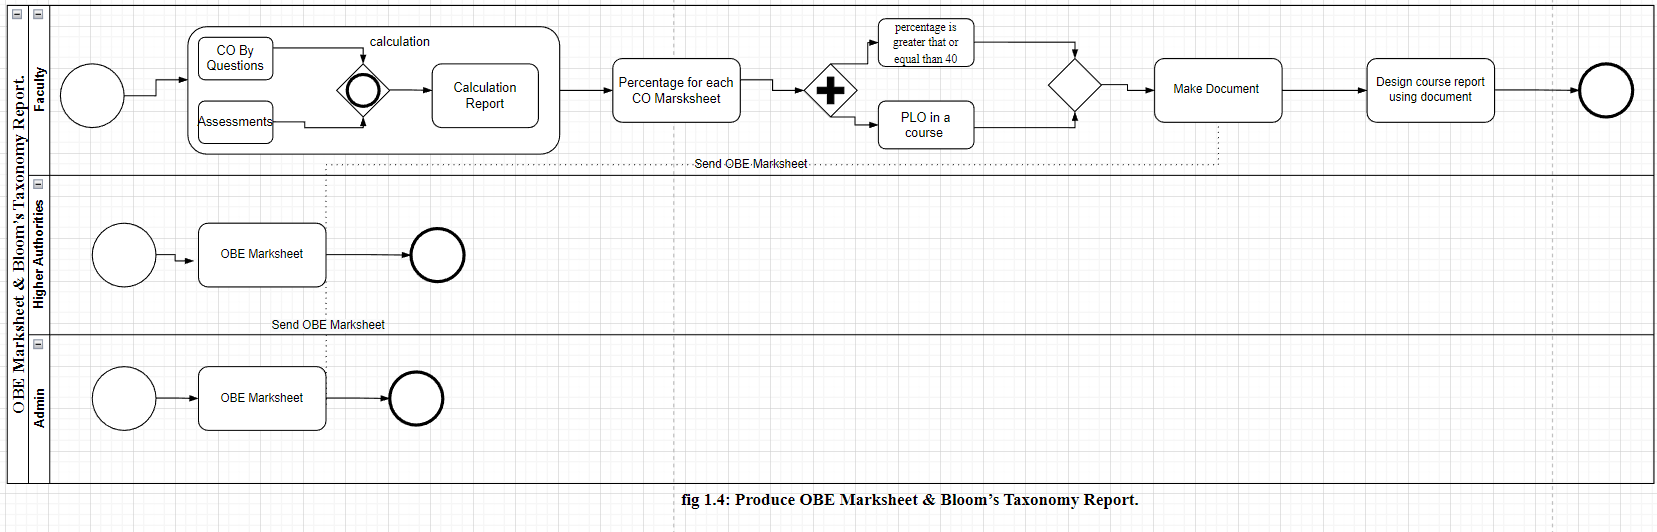 OBE Marksheet & Bloom's Taxonomy Report.
Faculty
CO By
Questions
Assessments
calculation
Calculation
Report
Percentage for each
CO Marsksheet
percentage is
greater that or
equal than 40
PLO in a
course
Make Document
Design course report
using document
Send OBE Marksheet
Higher Authorities
OBE Marksheet
Send OBE Marksheet
Admin
OBE Marksheet
fig 1.4: Produce OBE Marksheet & Bloom's Taxonomy Report.